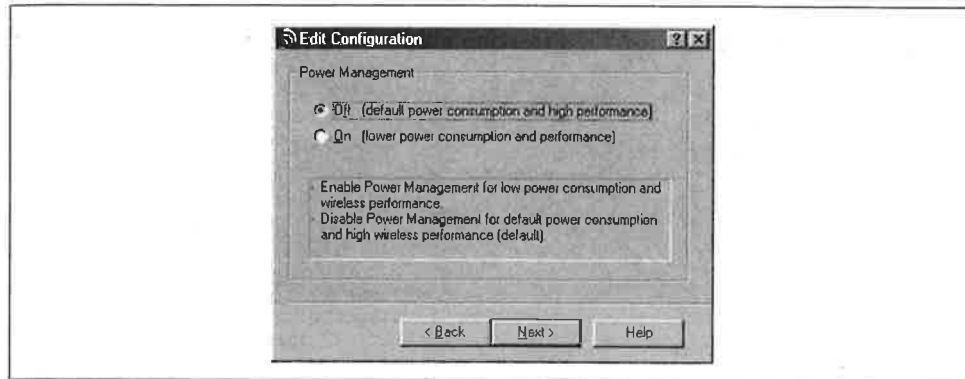 Edit Configuration
Power Management
Off (default power consumption and high performance)
On (lower power consumption and performance)
- Enable Power Management for low power consumption and
wireless performance.
- Disable Power Management for default power consumption
and high wireless performance (default).
< Back
Next >
Help